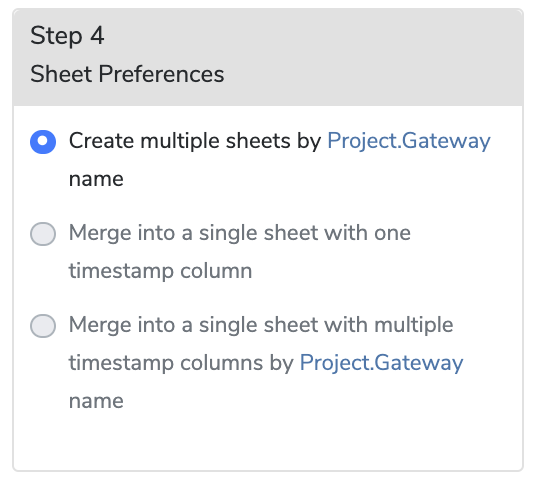 Step 4
Sheet Preferences
Create multiple sheets by Project.Gateway
name
Merge into a single sheet with one
timestamp column
Merge into a single sheet with multiple
timestamp columns by Project.Gateway
name